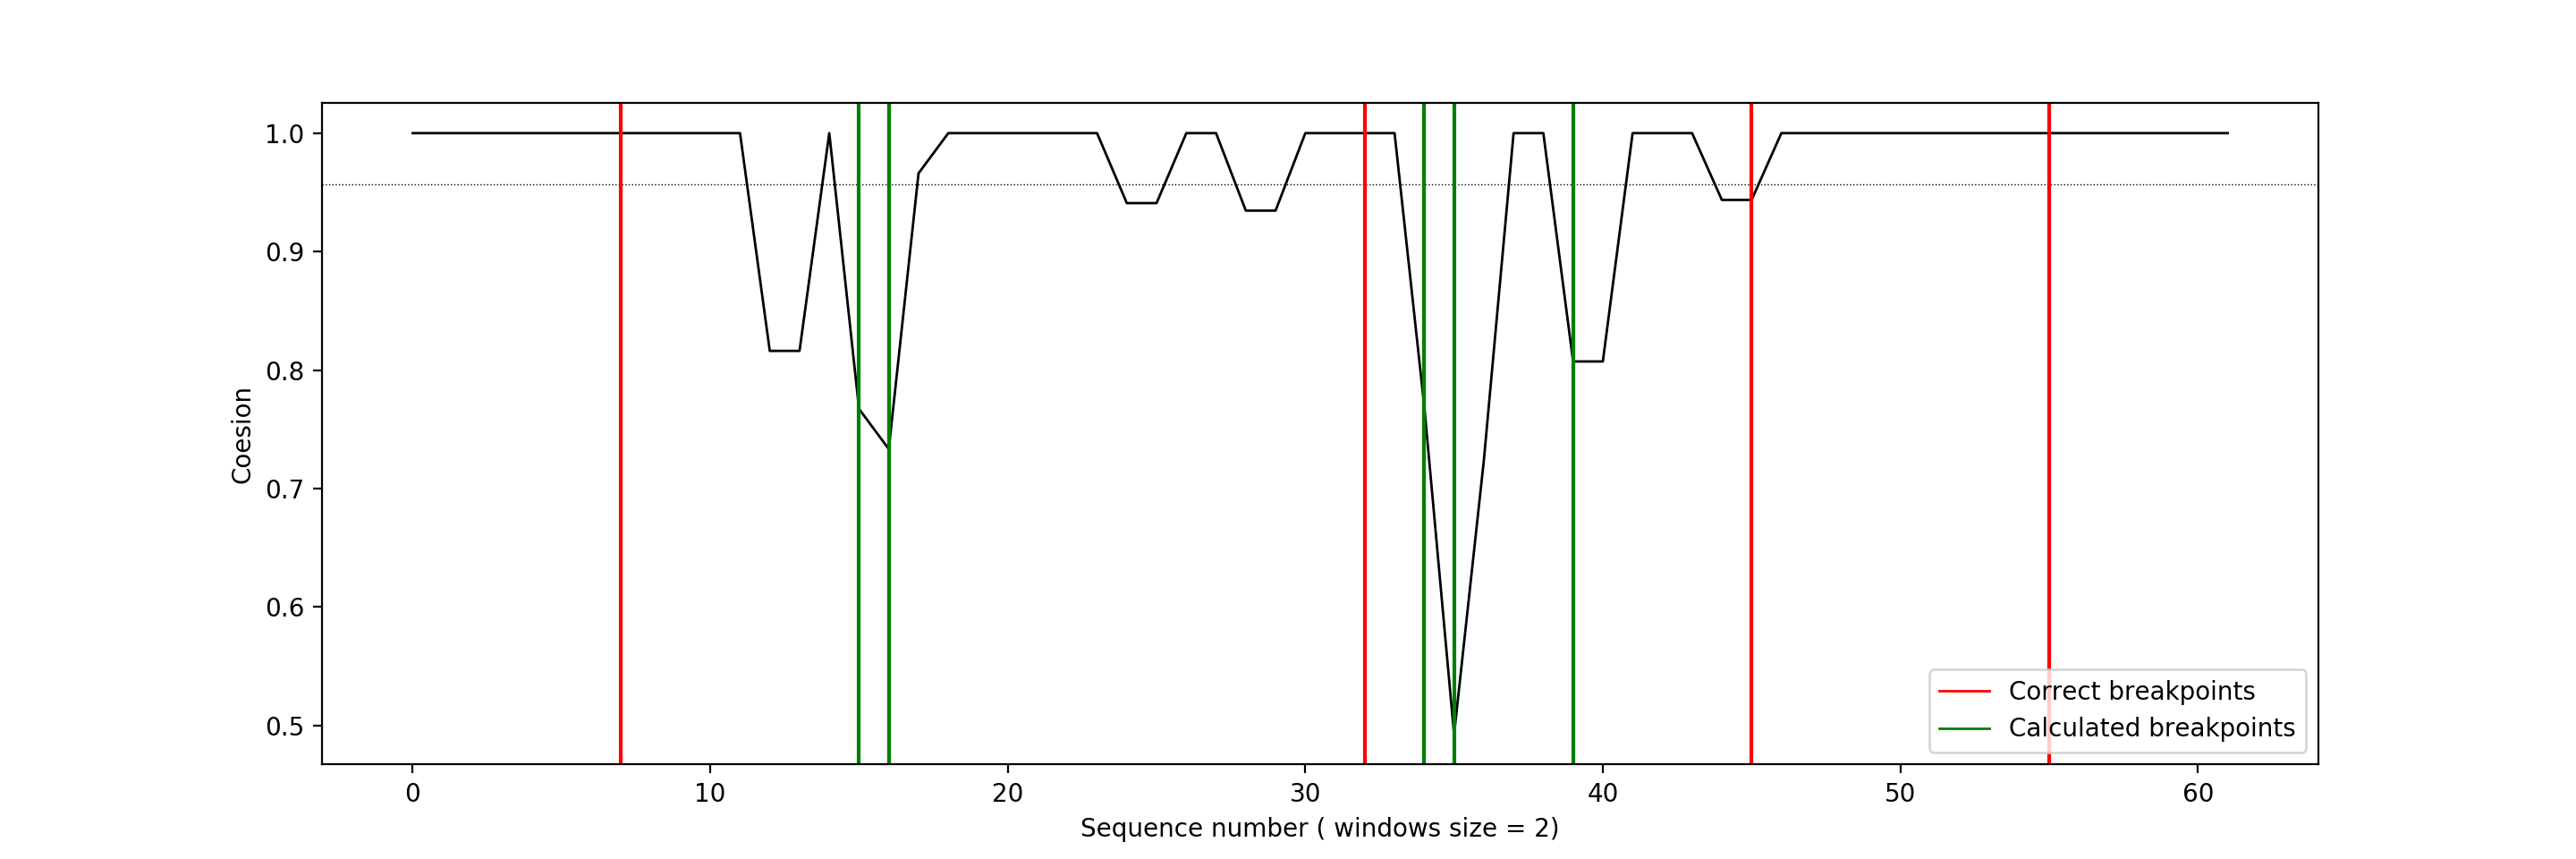 1.0
0.9
0.8
0.7
0.6
0.5
Coesion
0 10 20 30 40 50 60
Sequence number ( windows size = 2)
Correct breakpoints
Calculated breakpoints